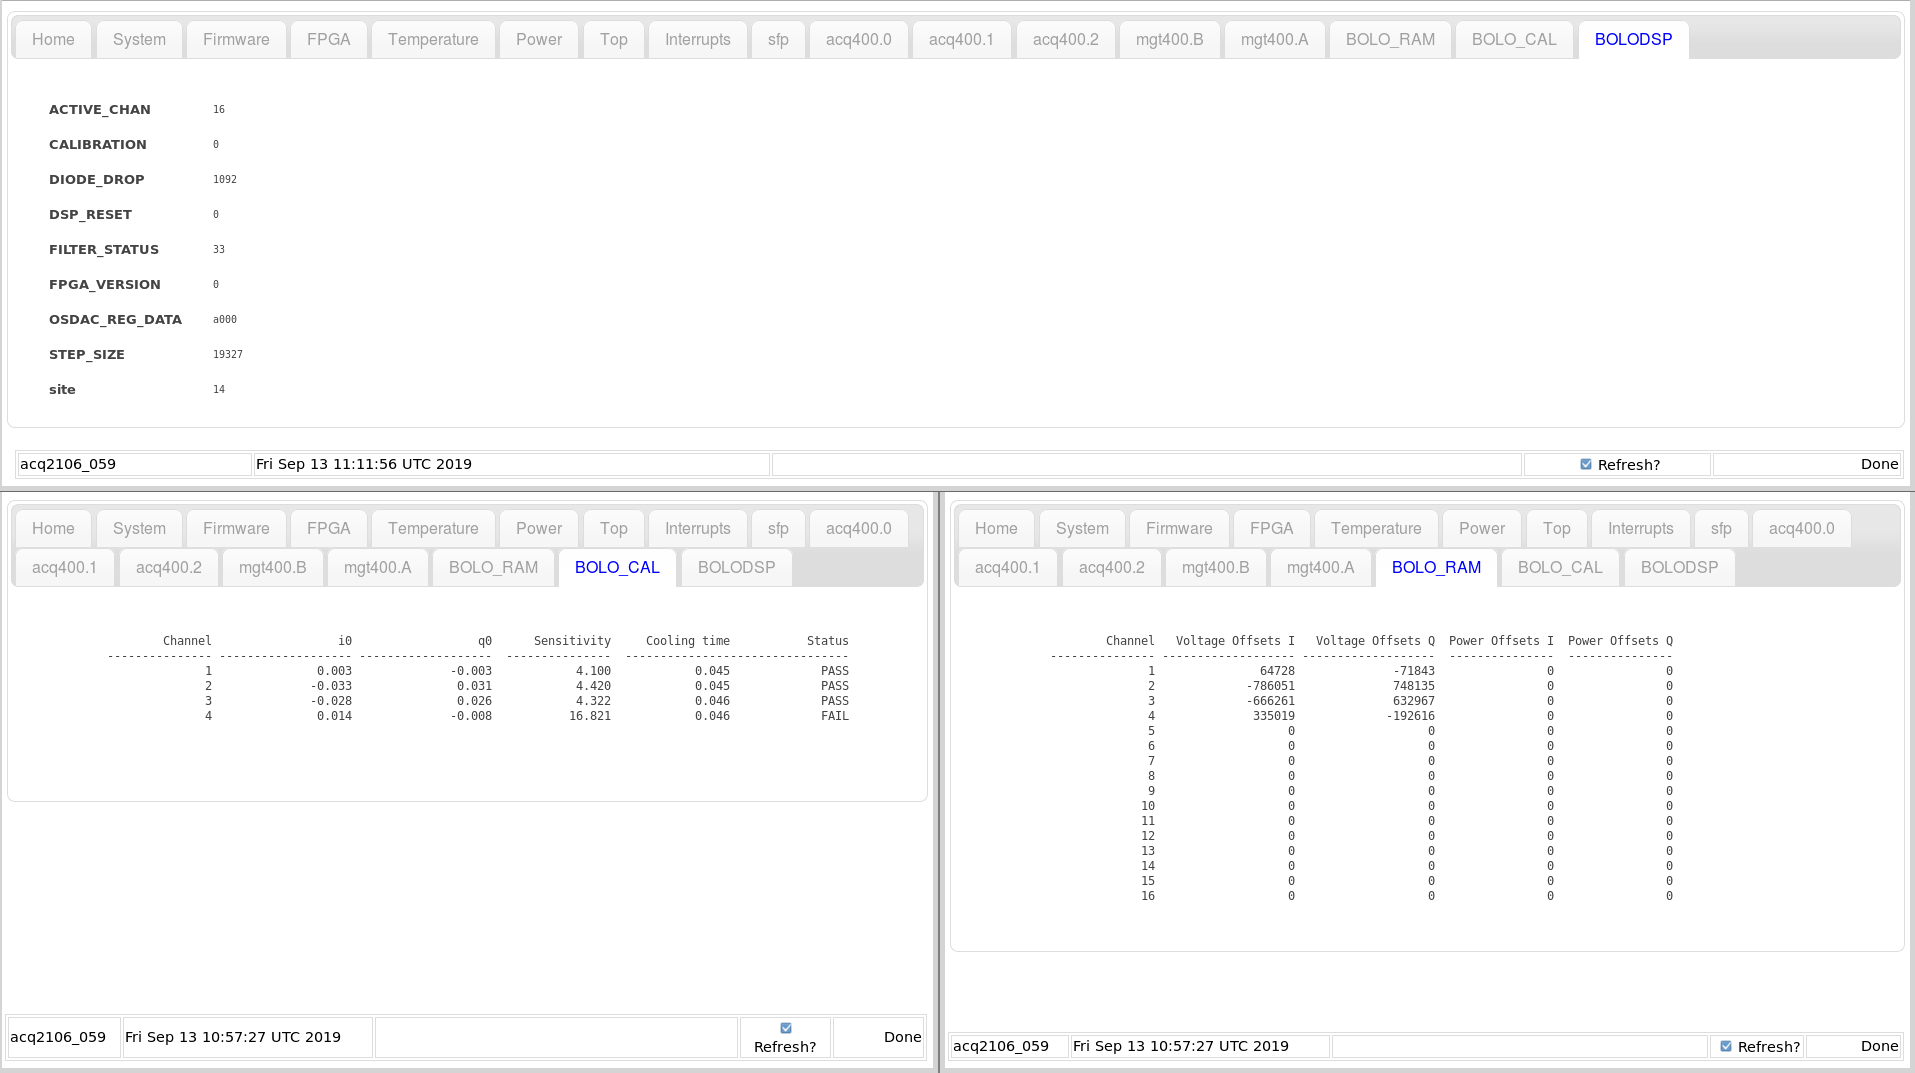 Home System Firmware FPGA Temperature Power Top Interrupts sfp acq400.0 acq400.1 acq400.2 mgt400.B mgt400.A BOLO_RAM BOLO_CAL BOLODSP
ACTIVE_CHAN 16
CALIBRATION 0
DIODE_DROP 1092
DSP_RESET 0
FILTER_STATUS 33
FPGA_VERSION 0
OSDAC_REG_DATA a000
STEP_SIZE 19327
site 14
acq2106_059 Fri Sep 13 11:11:56 UTC 2019 Refresh? Done
Home System Firmware FPGA Temperature Power Top Interrupts sfp acq400.0
acq400.1 acq400.2 mgt400.B mgt400.A BOLO_RAM BOLO_CAL BOLODSP
Channel i0 q0 Sensitivity Cooling time Status
--------------- ------------------- ------------------- --------------- ------------------------------------
1 0.003 -0.003 4.100 0.045 PASS
2 -0.033 0.031 4.420 0.045 PASS
3 -0.028 0.026 4.322 0.046 PASS
4 0.014 -0.008 16.821 0.046 FAIL
acq2106_059 Fri Sep 13 10:57:27 UTC 2019 Refresh? Done
Home System Firmware FPGA Temperature Power Top Interrupts sfp acq400.0
acq400.1 acq400.2 mgt400.B mgt400.A BOLO_RAM BOLO_CAL BOLODSP
Channel Voltage Offsets I Voltage Offsets Q Power Offsets I Power Offsets Q
--------------- ------------------- ------------------- --------------- ---------------
1 64728 -71843 0 0
2 -786051 748135 0 0
3 -666261 632967 0 0
4 335019 -192616 0 0
5 0 0 0 0
6 0 0 0 0
7 0 0 0 0
8 0 0 0 0
9 0 0 0 0
10 0 0 0 0
11 0 0 0 0
12 0 0 0 0
13 0 0 0 0
14 0 0 0 0
15 0 0 0 0
16 0 0 0 0
acq2106_059 Fri Sep 13 10:57:27 UTC 2019 Refresh? Done